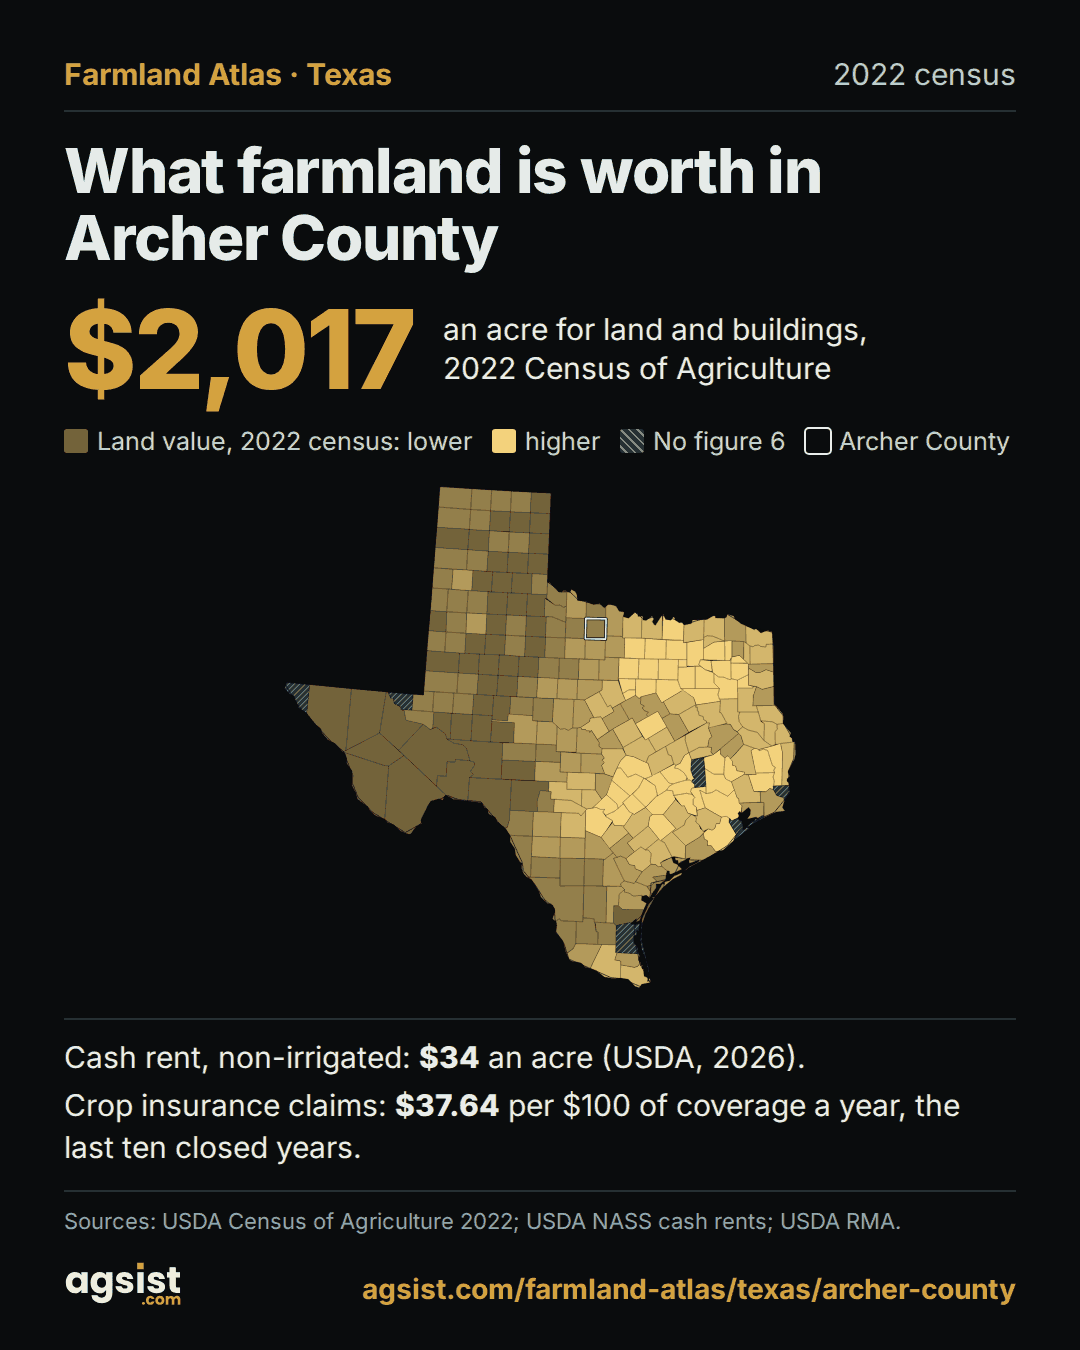 Farmland Atlas · Texas
2022 census
What farmland is worth in
Archer County
$2,017
an acre for land and buildings,
2022 Census of Agriculture
Land value, 2022 census: lower
higher
No figure 6
Archer County
Cash rent, non-irrigated: $34 an acre (USDA, 2026).
Crop insurance claims: $37.64 per $100 of coverage a year, the
last ten closed years.
Sources: USDA Census of Agriculture 2022; USDA NASS cash rents; USDA RMA.
agsist
.com
agsist.com/farmland-atlas/texas/archer-county